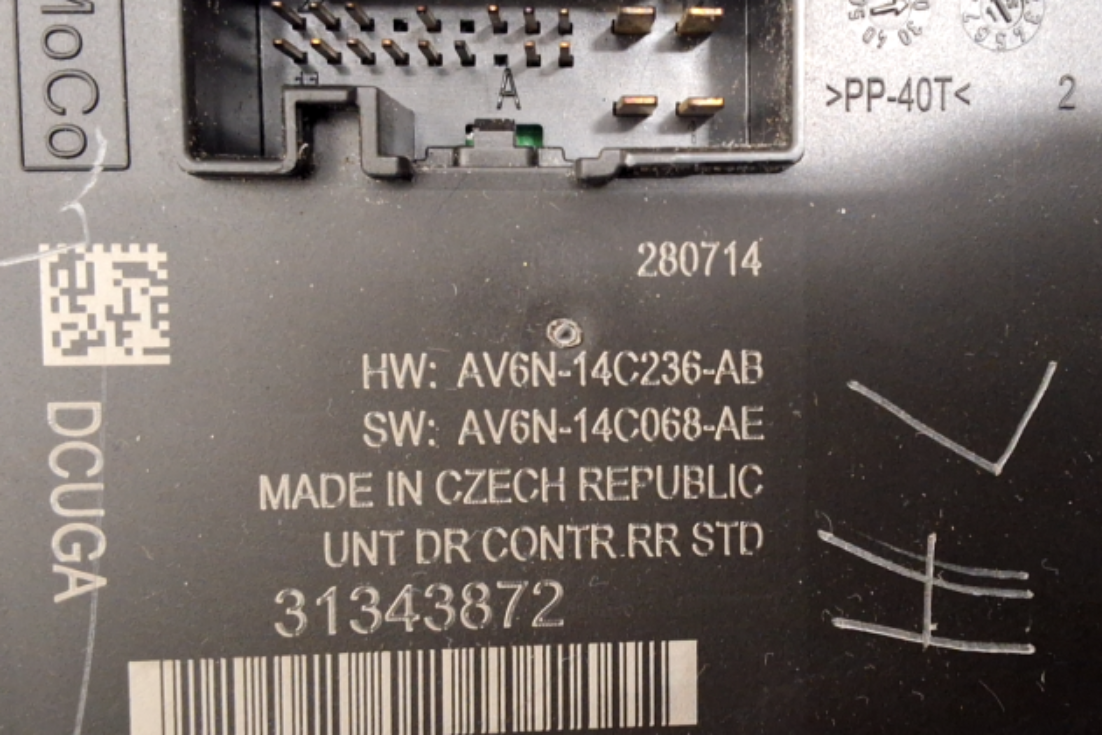 MoCo
A
>PP-40T<
2
280714
HW: AV6N-14C236-AB
SW: AV6N-14C068-AE
MADE IN CZECH REPUBLIC
UNT DR CONTR RR STD
DCUGA
31343872